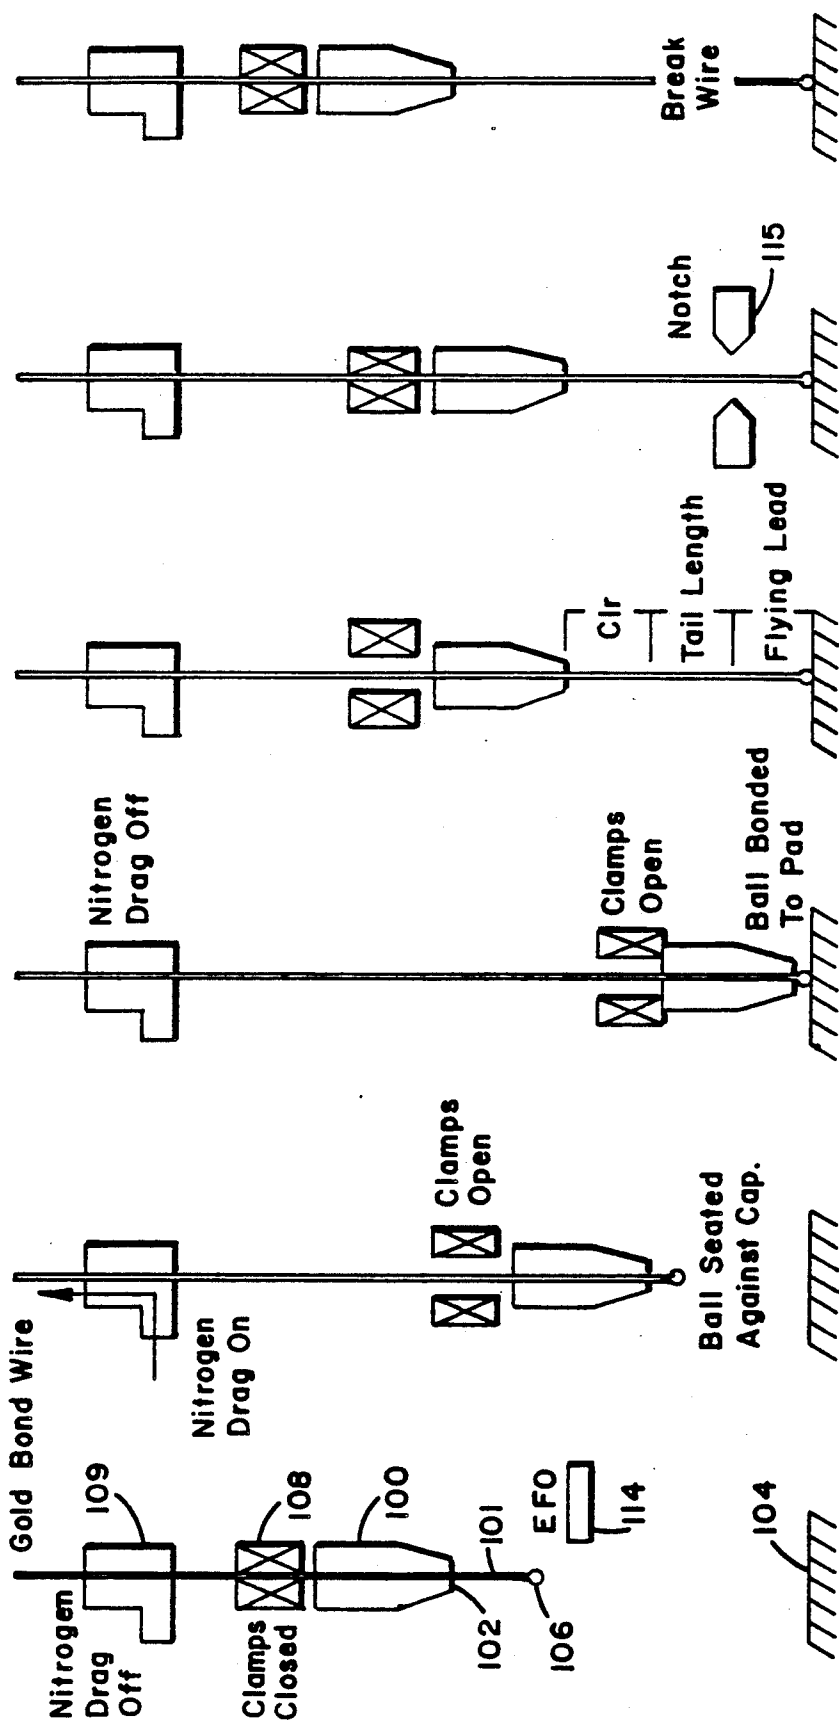 Gold Bond Wire
Nitrogen
Drag
Off
109
Clamps
Closed
108
100
102
101
106
EFO
114
104
Nitrogen
Drag On
Clamps
Open
Ball Seated
Against Cap.
Nitrogen
Drag Off
Clamps
Open
Ball Bonded
To Pad
Clr
Tail Length
Flying Lead
Notch
115
Break
Wire